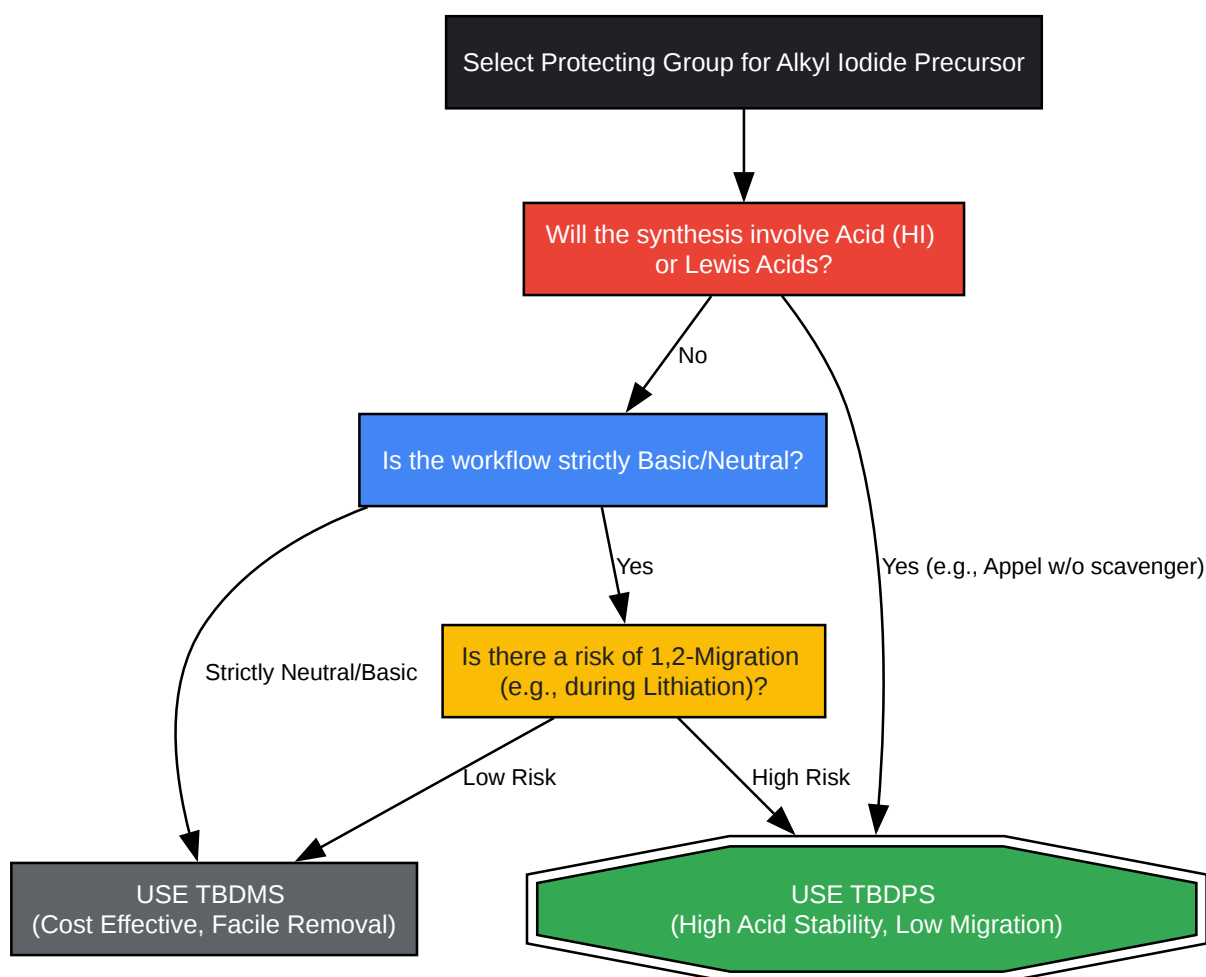 Select Protecting Group for Alkyl Iodide Precursor
Will the synthesis involve Acid (HI)
or Lewis Acids?
No
Is the workflow strictly Basic/Neutral?
Yes (e.g., Appel w/o scavenger)
Yes
Is there a risk of 1,2-Migration
(e.g., during Lithiation)?
Strictly Neutral/Basic
Low Risk
High Risk
USE TBDMS
(Cost Effective, Facile Removal)
USE TBDPS
(High Acid Stability, Low Migration)